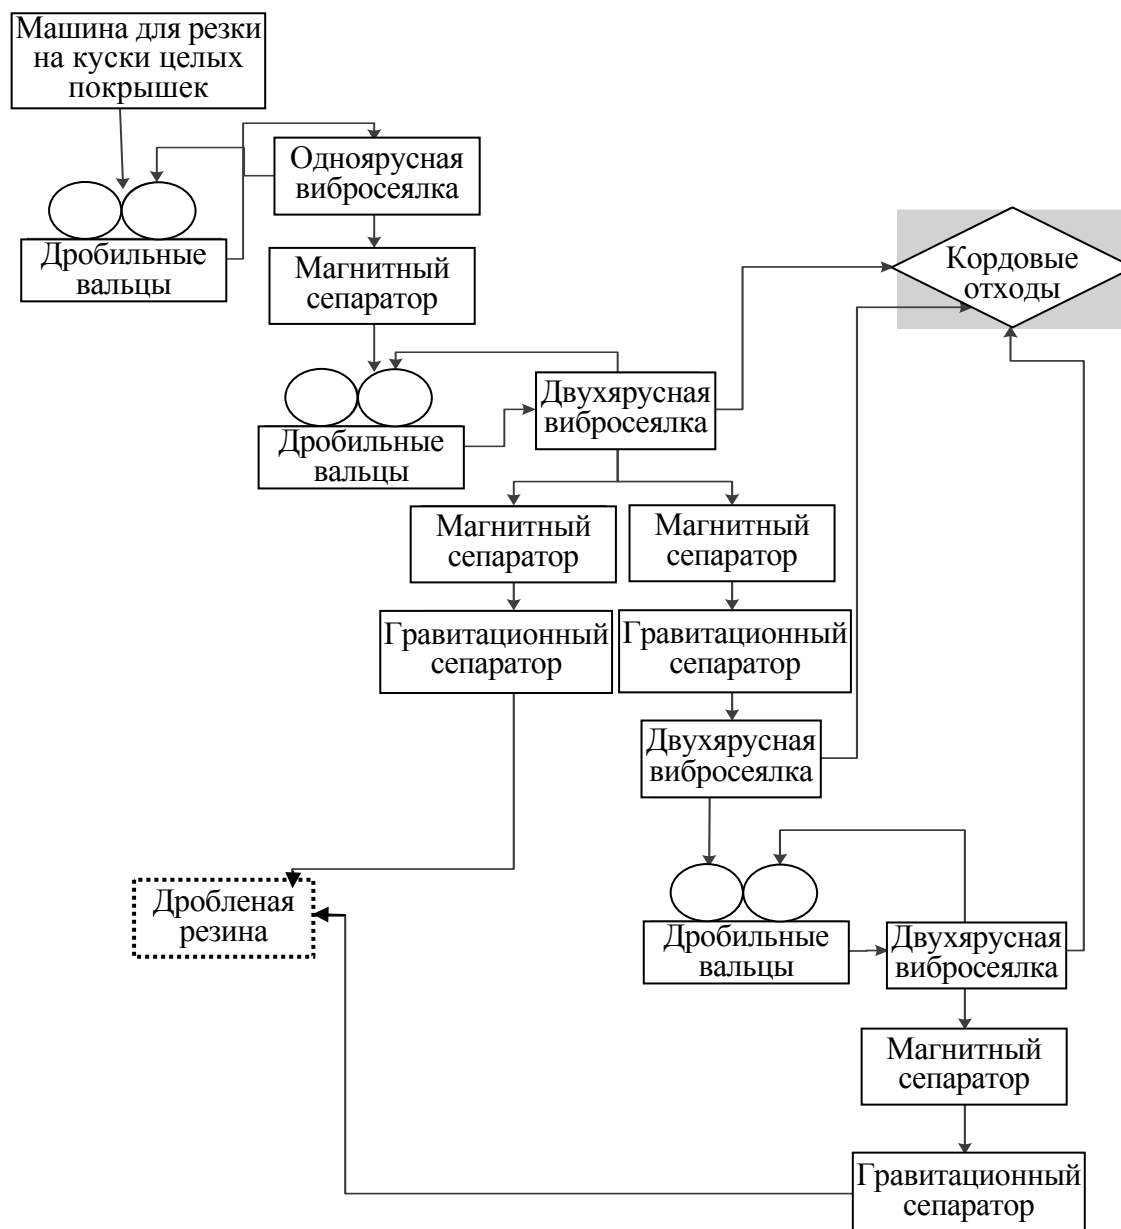 Машина для резки
на куски целых
покрышек
Одноярусная
вибросеялка
Дробильные
вальцы
Магнитный
сепаратор
Кордовые
отходы
Дробильные
вальцы
Двухярусная
вибросеялка
Магнитный
сепаратор
Магнитный
сепаратор
Гравитационный
сепаратор
Гравитационный
сепаратор
Двухярусная
вибросеялка
Дробленая
резина
Дробильные
вальцы
Двухярусная
вибросеялка
Магнитный
сепаратор
Гравитационный
сепаратор